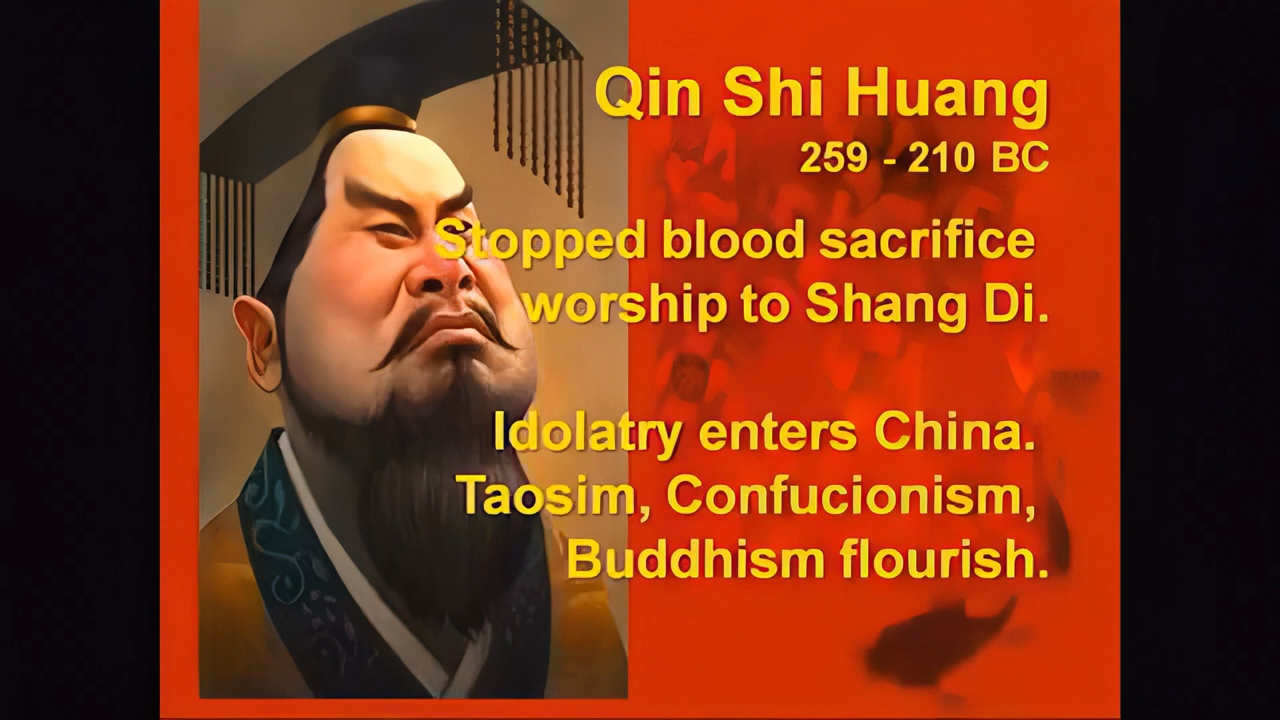 Qin Shi Huang
259 - 210 BC
Stopped blood sacrifice
worship to Shang Di.
Idolatry enters China.
Taosim, Confucionism,
Buddhism flourish.